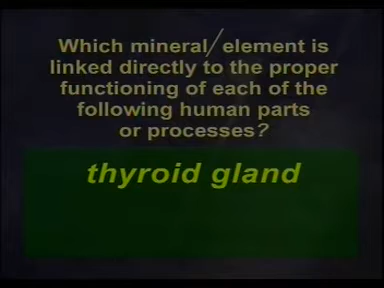 Which mineral/element is
linked directly to the proper
functioning of each of the
following human parts
or processes?
thyroid gland